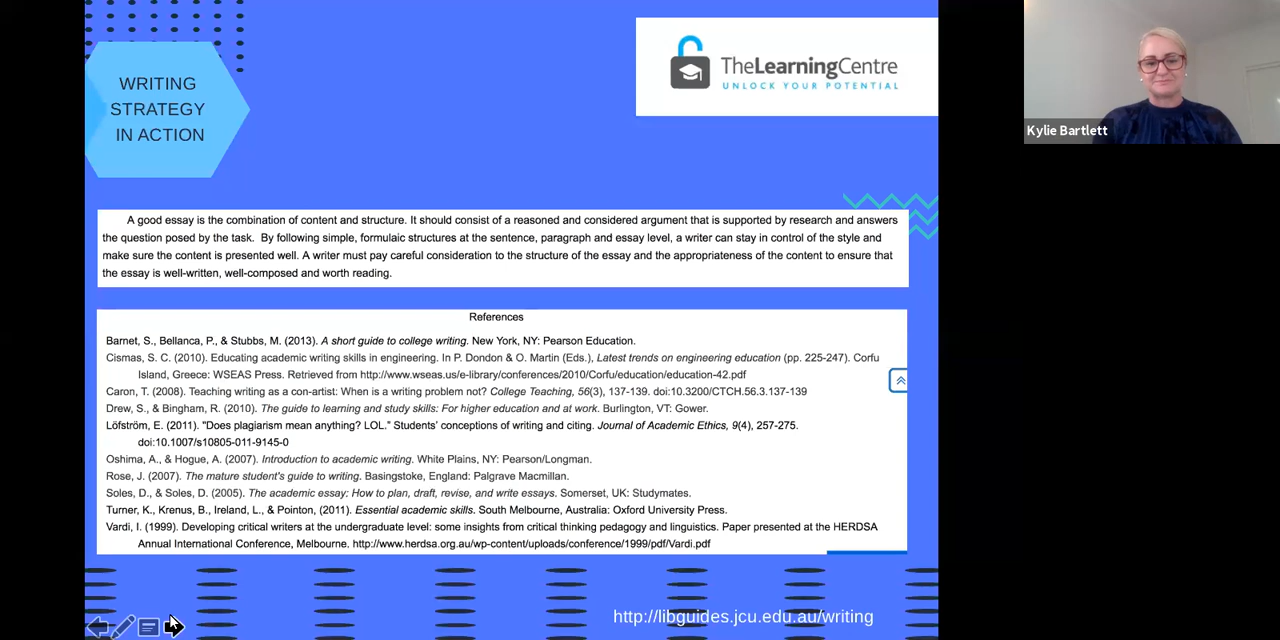 WRITING
STRATEGY
IN ACTION
TheLearningCentre
UNLOCK YOUR POTENTIAL
Kylie Bartlett
A good essay is the combination of content and structure. It should consist of a reasoned and considered argument that is supported by research and answers
the question posed by the task.  By following simple, formulaic structures at the sentence, paragraph and essay level, a writer can stay in control of the style and
make sure the content is presented well. A writer must pay careful consideration to the structure of the essay and the appropriateness of the content to ensure that
the essay is well-written, well-composed and worth reading.
References
Barnet, S., Bellanca, P., & Stubbs, M. (2013). A short guide to college writing. New York, NY: Pearson Education.
Cismas, S. C. (2010). Educating academic writing skills in engineering. In P. Dondon & O. Martin (Eds.), Latest trends on engineering education (pp. 225-247). Corfu
Island, Greece: WSEAS Press. Retrieved from http://www.wseas.us/e-library/conferences/2010/Corfu/education/education-42.pdf
Caron, T. (2008). Teaching writing as a con-artist: When is a writing problem not? College Teaching, 56(3), 137-139. doi:10.3200/CTCH.56.3.137-139
Drew, S., & Bingham, R. (2010). The guide to learning and study skills: For higher education and at work. Burlington, VT: Gower.
Löfström, E. (2011). "Does plagiarism mean anything? LOL." Students' conceptions of writing and citing. Journal of Academic Ethics, 9(4), 257-275.
doi:10.1007/s10805-011-9145-0
Oshima, A., & Hogue, A. (2007). Introduction to academic writing. White Plains, NY: Pearson/Longman.
Rose, J. (2007). The mature student's guide to writing. Basingstoke, England: Palgrave Macmillan.
Soles, D., & Soles, D. (2005). The academic essay: How to plan, draft, revise, and write essays. Somerset, UK: Studymates.
Turner, K., Krenus, B., Ireland, L., & Pointon, (2011). Essential academic skills. South Melbourne, Australia: Oxford University Press.
Vardi, I. (1999). Developing critical writers at the undergraduate level: some insights from critical thinking pedagogy and linguistics. Paper presented at the HERDSA
Annual International Conference, Melbourne. http://www.herdsa.org.au/wp-content/uploads/conference/1999/pdf/Vardi.pdf
http://libguides.jcu.edu.au/writing